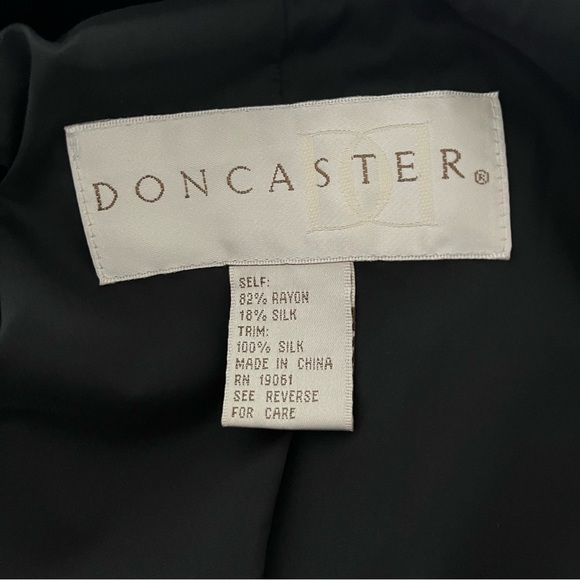 DONCASTER®
SELF:
82% RAYON
18% SILK
TRIM:
100% SILK
MADE IN CHINA
RN 19061
SEE REVERSE
FOR CARE